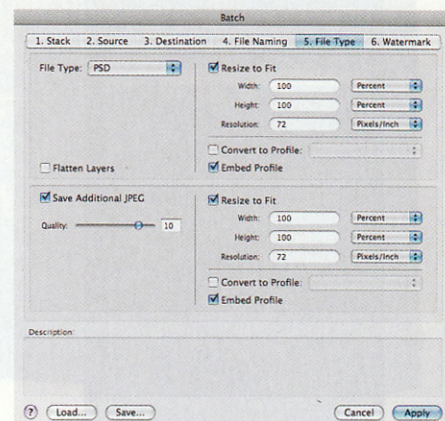 Batch
1. Stack 2. Source 3. Destination 4. File Naming 5. File Type 6. Watermark
File Type: PSD
Resize to Fit
Width: 100 Percent
Height: 100 Percent
Resolution: 72 Pixels/Inch
Convert to Profile:
Flatten Layers
Embed Profile
Save Additional JPEG
Quality: 10
Resize to Fit
Width: 100 Percent
Height: 100 Percent
Resolution: 72 Pixels/Inch
Convert to Profile:
Embed Profile
Description:
? Load... Save... Cancel Apply